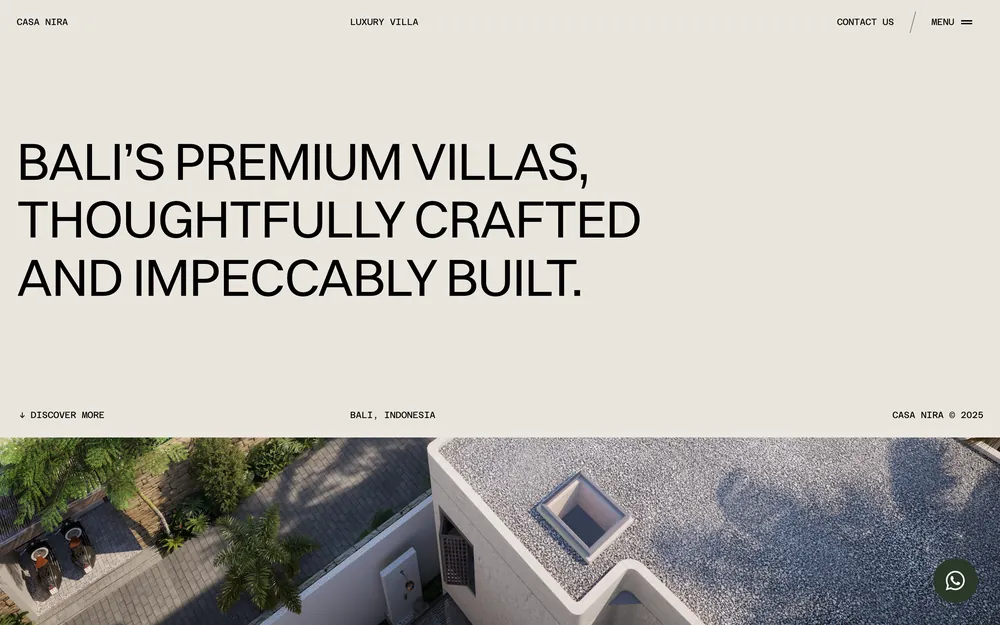 CASA NIRA
LUXURY VILLA
CONTACT US
MENU
BALI’S PREMIUM VILLAS,
THOUGHTFULLY CRAFTED
AND IMPECCABLY BUILT.
↓ DISCOVER MORE
BALI, INDONESIA
CASA NIRA © 2025